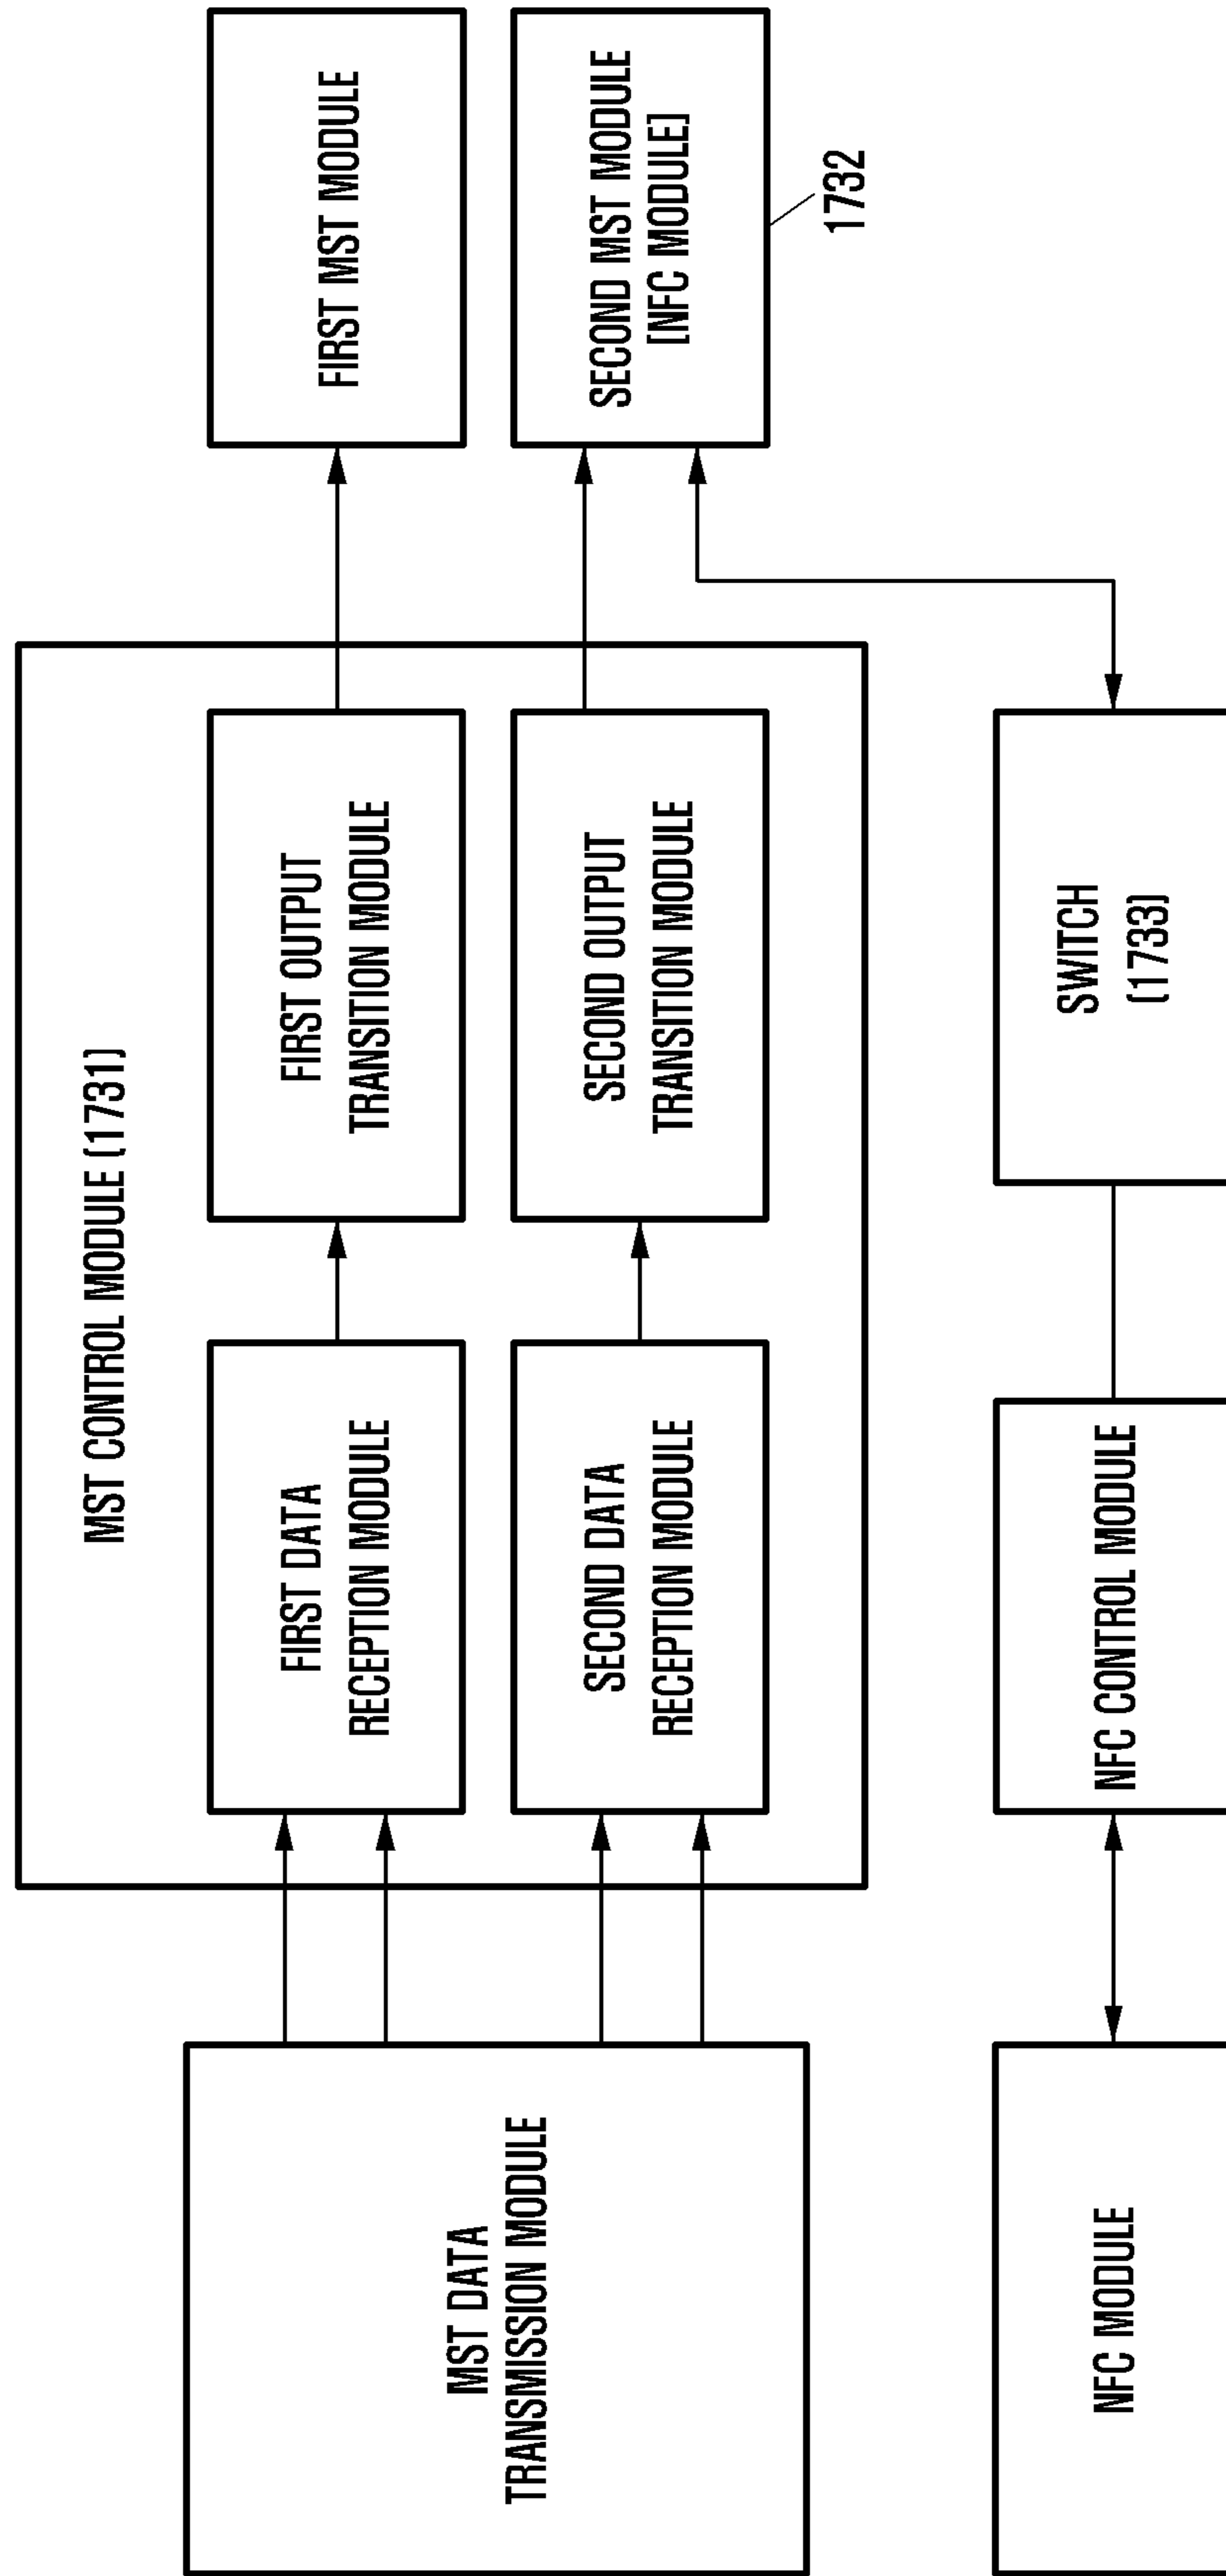 MST CONTROL MODULE (1731)
MST DATA
TRANSMISSION MODULE
FIRST DATA
RECEPTION MODULE
FIRST OUTPUT
TRANSITION MODULE
FIRST MST MODULE
SECOND DATA
RECEPTION MODULE
SECOND OUTPUT
TRANSITION MODULE
SECOND MST MODULE
[NFC MODULE]
1732
NFC MODULE
NFC CONTROL MODULE
SWITCH
(1733)